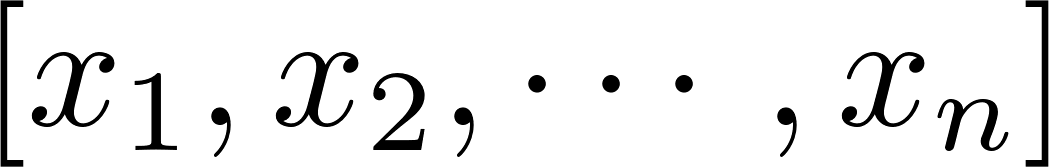 [x₁, x₂, ···, xₙ]